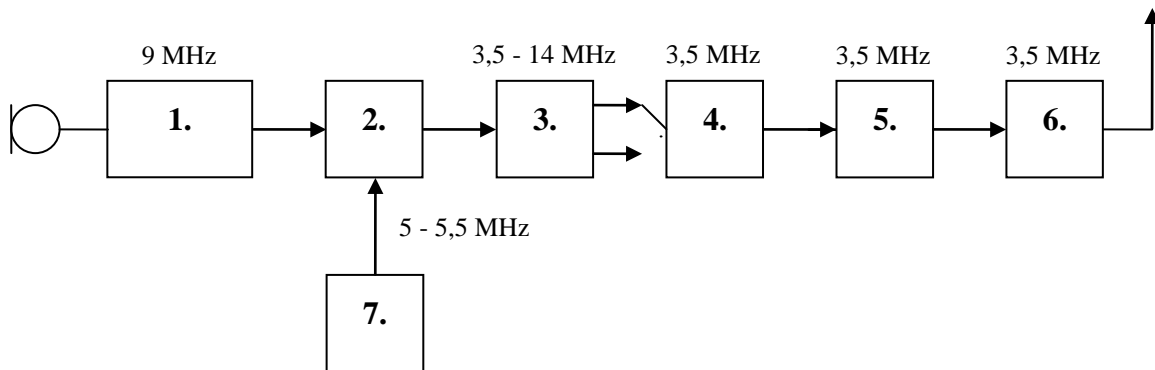 9 MHz
3,5 - 14 MHz
3,5 MHz
3,5 MHz
3,5 MHz
1.
2.
3.
4.
5.
6.
5 - 5,5 MHz
7.